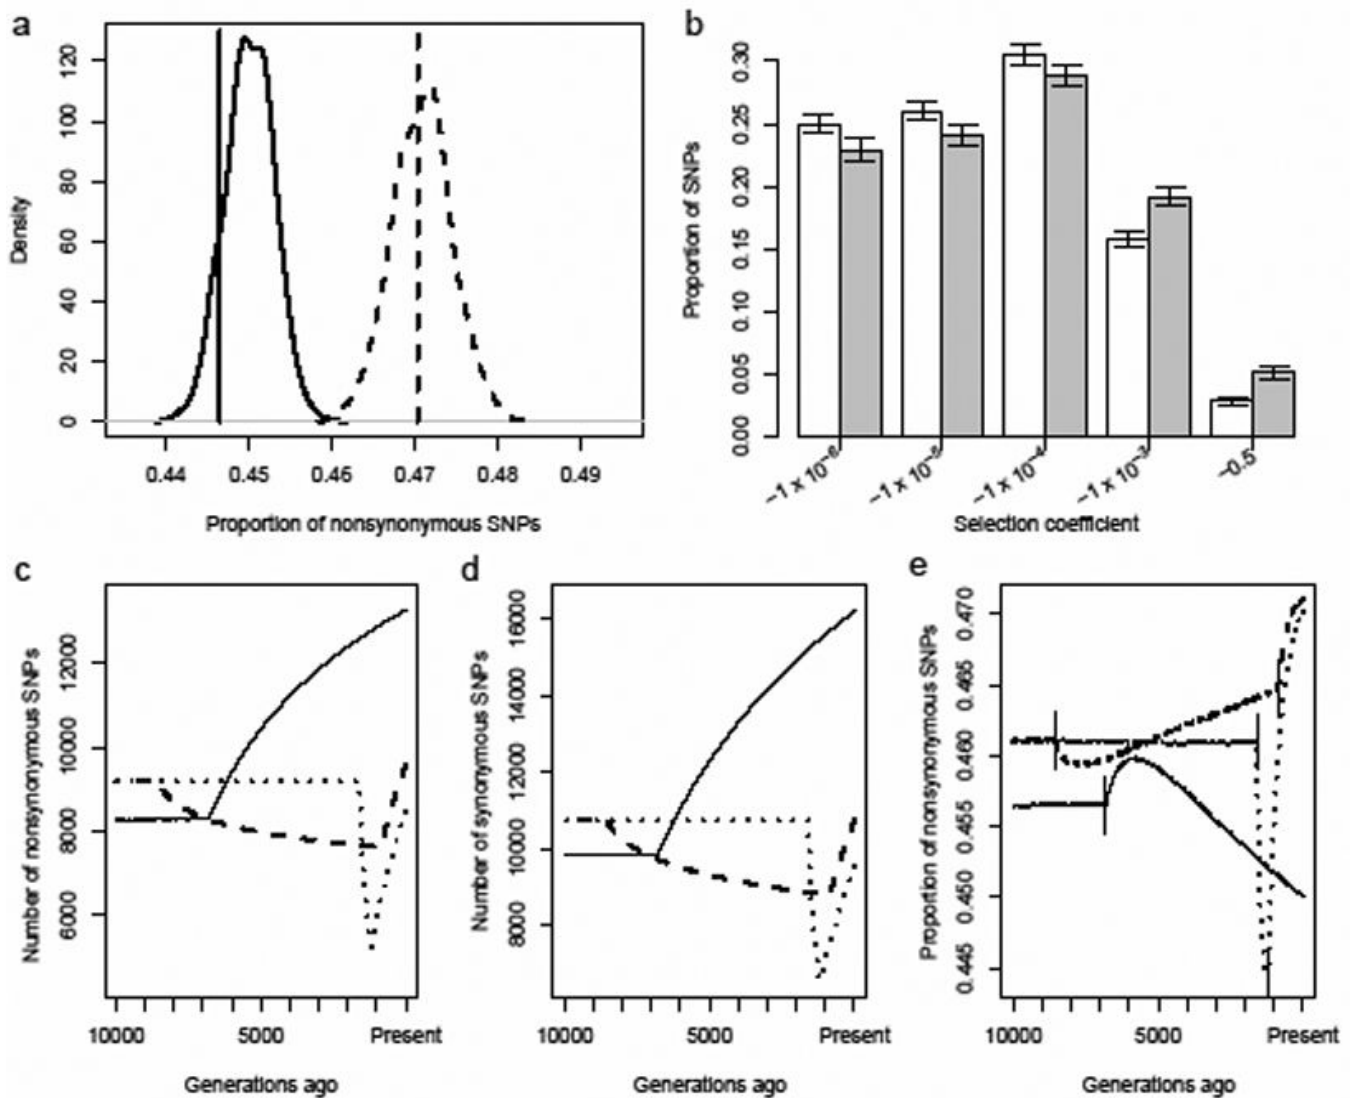 a
Density
0 20 40 60 80 100 120
0.44 0.45 0.46 0.47 0.48 0.49
Proportion of nonsynonymous SNPs
b
Proportion of SNPs
0.00 0.05 0.10 0.15 0.20 0.25 0.30
−1 x 10⁻⁶ −1 x 10⁻⁵ −1 x 10⁻⁴ −1 x 10⁻³ −0.5
Selection coefficient
c
Number of nonsynonymous SNPs
6000 8000 10000 12000
10000 5000 Present
Generations ago
d
Number of synonymous SNPs
8000 10000 12000 14000 16000
10000 5000 Present
Generations ago
e
Proportion of nonsynonymous SNPs
0.445 0.450 0.455 0.460 0.465 0.470
10000 5000 Present
Generations ago